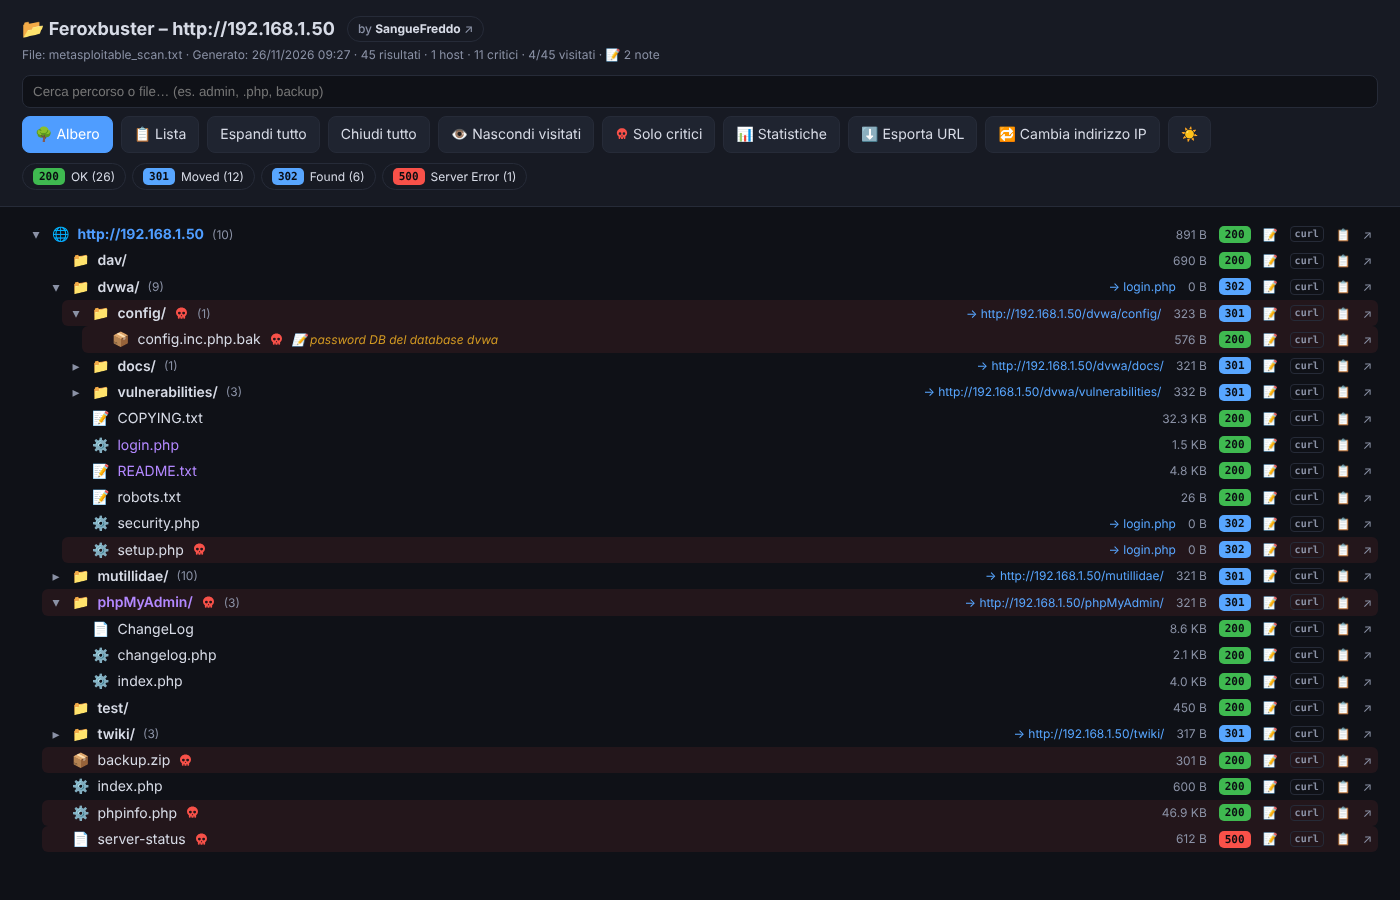 📂 Feroxbuster – http://192.168.1.50 by SangueFreddo ↗
File: metasploitable_scan.txt · Generato: 26/11/2026 09:27 · 45 risultati · 1 host · 11 critici · 4/45 visitati · 📝 2 note
Cerca percorso o file… (es. admin, .php, backup)
🌳 Albero 📋 Lista Espandi tutto Chiudi tutto 👁️ Nascondi visitati 💀 Solo critici 📊 Statistiche ⬇️ Esporta URL 🔁 Cambia indirizzo IP ☀️
200 OK (26) 301 Moved (12) 302 Found (6) 500 Server Error (1)
▼ 🌐 http://192.168.1.50 (10) 891 B 200 📝 curl 📋 ↗
📁 dav/ 690 B 200 📝 curl 📋 ↗
▼ 📁 dvwa/ (9) → login.php 0 B 302 📝 curl 📋 ↗
▼ 📁 config/ 💀 (1) → http://192.168.1.50/dvwa/config/ 323 B 301 📝 curl 📋 ↗
📦 config.inc.php.bak 💀 📝 password DB del database dvwa 576 B 200 📝 curl 📋 ↗
▶ 📁 docs/ (1) → http://192.168.1.50/dvwa/docs/ 321 B 301 📝 curl 📋 ↗
▶ 📁 vulnerabilities/ (3) → http://192.168.1.50/dvwa/vulnerabilities/ 332 B 301 📝 curl 📋 ↗
📝 COPYING.txt 32.3 KB 200 📝 curl 📋 ↗
⚙️ login.php 1.5 KB 200 📝 curl 📋 ↗
📝 README.txt 4.8 KB 200 📝 curl 📋 ↗
📝 robots.txt 26 B 200 📝 curl 📋 ↗
⚙️ security.php → login.php 0 B 302 📝 curl 📋 ↗
⚙️ setup.php 💀 → login.php 0 B 302 📝 curl 📋 ↗
▶ 📁 mutillidae/ (10) → http://192.168.1.50/mutillidae/ 321 B 301 📝 curl 📋 ↗
▼ 📁 phpMyAdmin/ 💀 (3) → http://192.168.1.50/phpMyAdmin/ 321 B 301 📝 curl 📋 ↗
📄 ChangeLog 8.6 KB 200 📝 curl 📋 ↗
⚙️ changelog.php 2.1 KB 200 📝 curl 📋 ↗
⚙️ index.php 4.0 KB 200 📝 curl 📋 ↗
📁 test/ 450 B 200 📝 curl 📋 ↗
▶ 📁 twiki/ (3) → http://192.168.1.50/twiki/ 317 B 301 📝 curl 📋 ↗
📦 backup.zip 💀 301 B 200 📝 curl 📋 ↗
⚙️ index.php 600 B 200 📝 curl 📋 ↗
⚙️ phpinfo.php 💀 46.9 KB 200 📝 curl 📋 ↗
📄 server-status 💀 612 B 500 📝 curl 📋 ↗